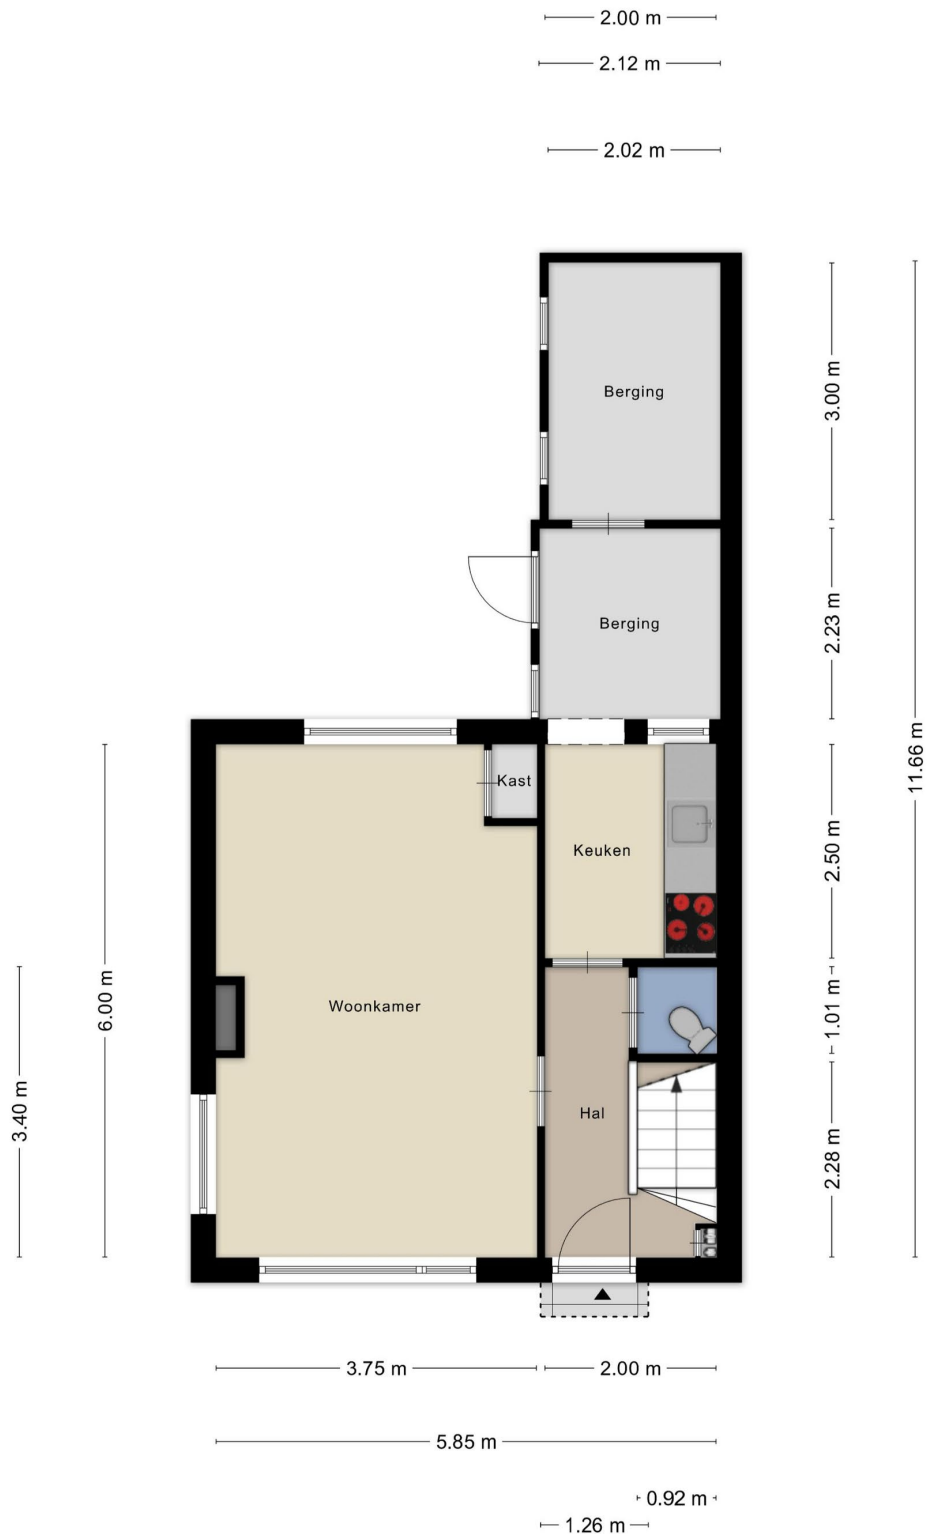 2.00 m
2.12 m
2.02 m
Berging
3.00 m
Berging
2.23 m
11.66 m
Kast
Keuken
2.50 m
Woonkamer
6.00 m
1.01 m
3.40 m
Hal
2.28 m
3.75 m
2.00 m
5.85 m
0.92 m
1.26 m